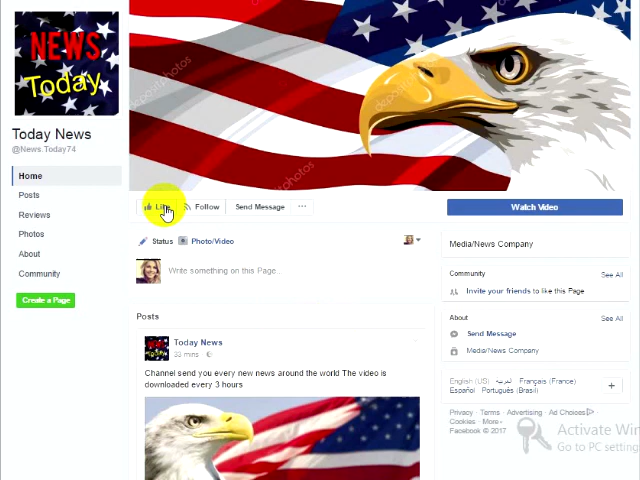 NEWS
Today
depositphotos
depositphotos
depositphotos
Today News
@News.Today74
Home
Posts
Reviews
Photos
About
Community
Create a Page
Like
Follow
Send Message
Watch Video
Status
Photo/Video
Write something on this Page..
Posts
Today News
33 mins
Channel send you every new news around the world The video is
downloaded every 3 hours
Media/News Company
Community
See All
Invite your friends to like this Page
About
See All
Send Message
Media/News Company
English (US) · العربية · Français (France) ·
Español · Português (Brasil)
Privacy · Terms · Advertising · Ad Choices
Cookies · More
Facebook © 2017
Activate Win
Go to PC setting